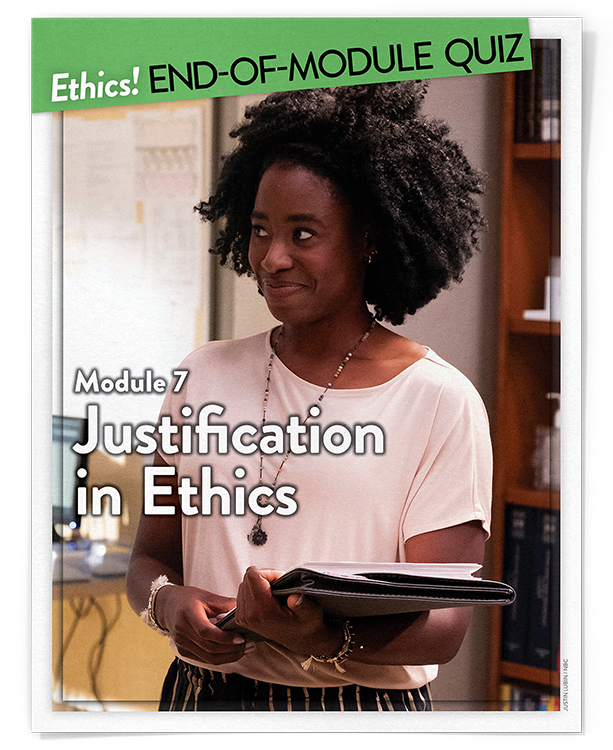 Ethics! END-OF-MODULE QUIZ
Module 7
Justification
in Ethics
JUSTIN LUBIN / NBC